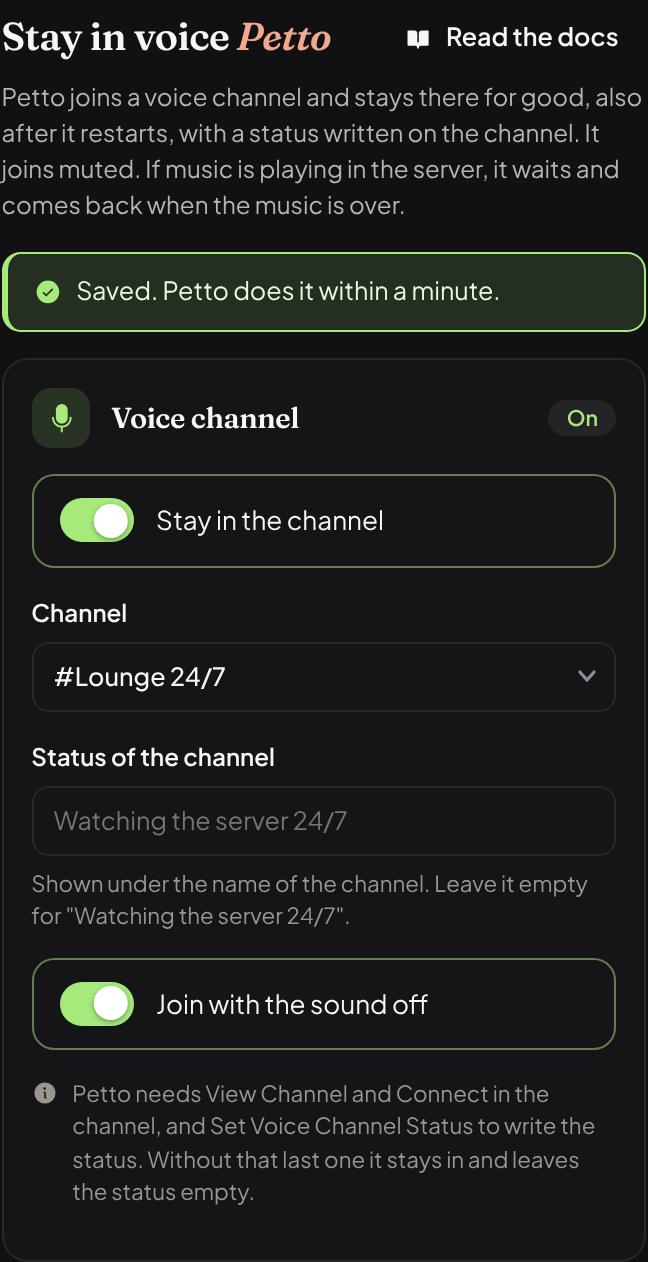 Stay in voice Petto
Read the docs
Petto joins a voice channel and stays there for good, also
after it restarts, with a status written on the channel. It
joins muted. If music is playing in the server, it waits and
comes back when the music is over.
Saved. Petto does it within a minute.
Voice channel
On
Stay in the channel
Channel
#Lounge 24/7
Status of the channel
Watching the server 24/7
Shown under the name of the channel. Leave it empty
for "Watching the server 24/7".
Join with the sound off
Petto needs View Channel and Connect in the
channel, and Set Voice Channel Status to write the
status. Without that last one it stays in and leaves
the status empty.